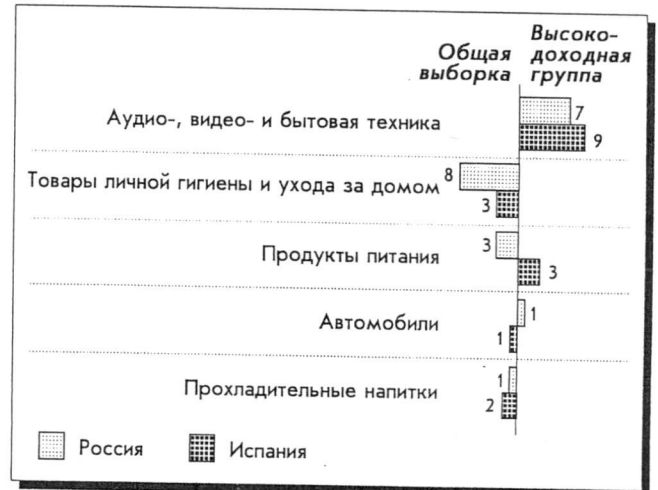 Общая выборка
Высоко-доходная группа
Аудио-, видео- и бытовая техника
7
9
Товары личной гигиены и ухода за домом
8
3
Продукты питания
3
3
Автомобили
1
1
Прохладительные напитки
1
2
Россия
Испания